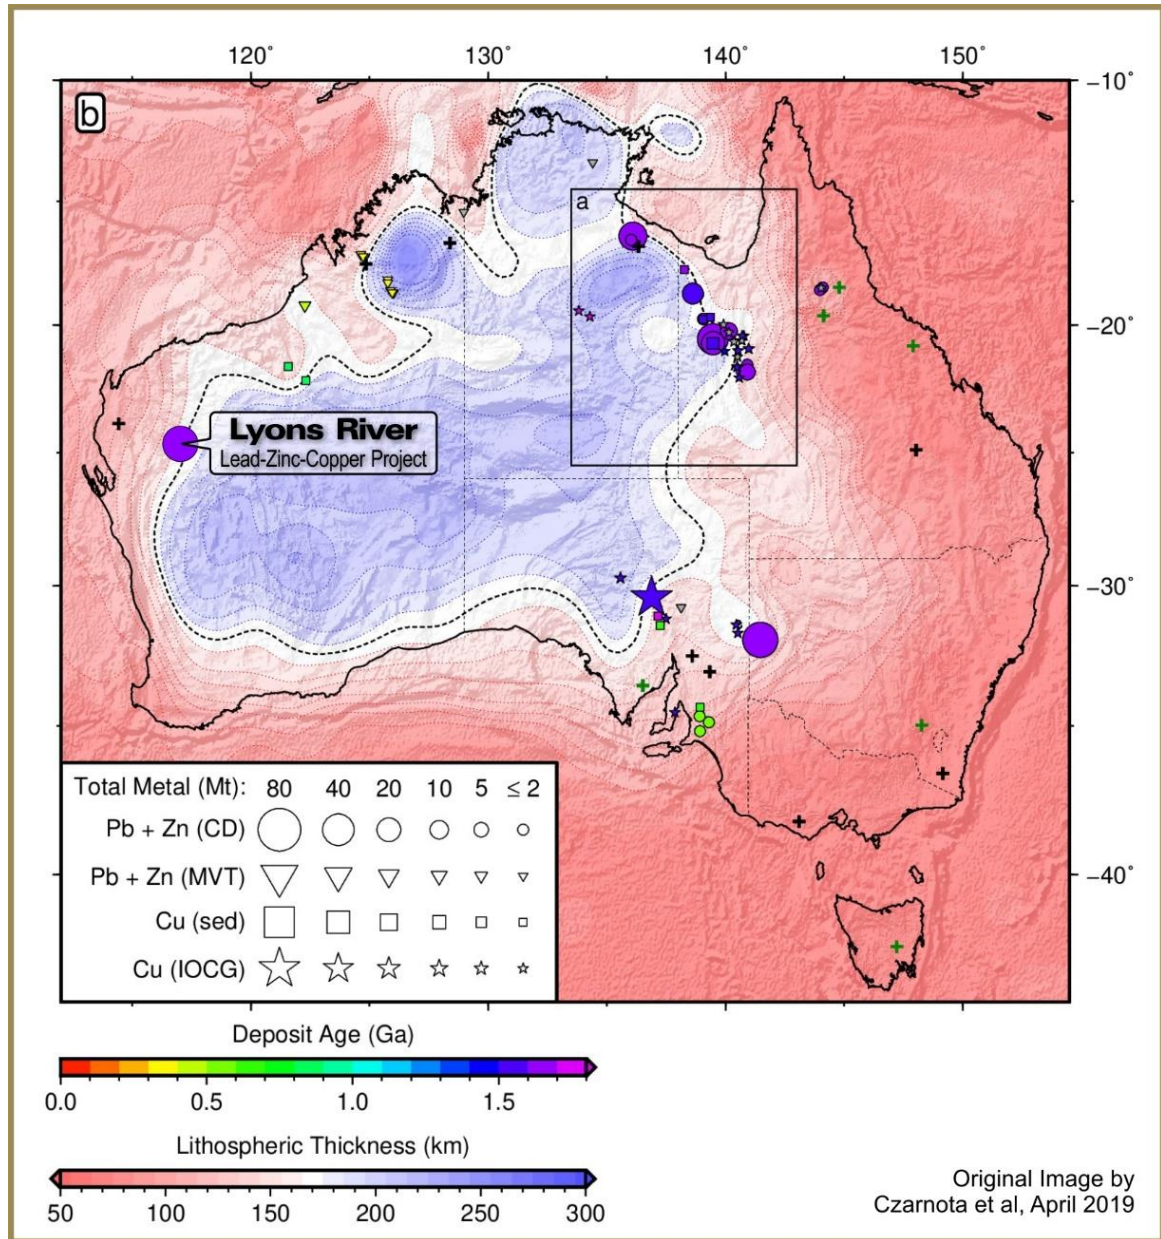 120° 130° 140° 150°
b
-10°
a
-20°
Lyons River
Lead-Zinc-Copper Project
-30°
Total Metal (Mt): 80 40 20 10 5 ≤ 2
Pb + Zn (CD)
Pb + Zn (MVT)
-40°
Cu (sed)
Cu (IOCG)
Deposit Age (Ga)
0.0 0.5 1.0 1.5
Lithospheric Thickness (km)
50 100 150 200 250 300
Original Image by
Czarnota et al, April 2019